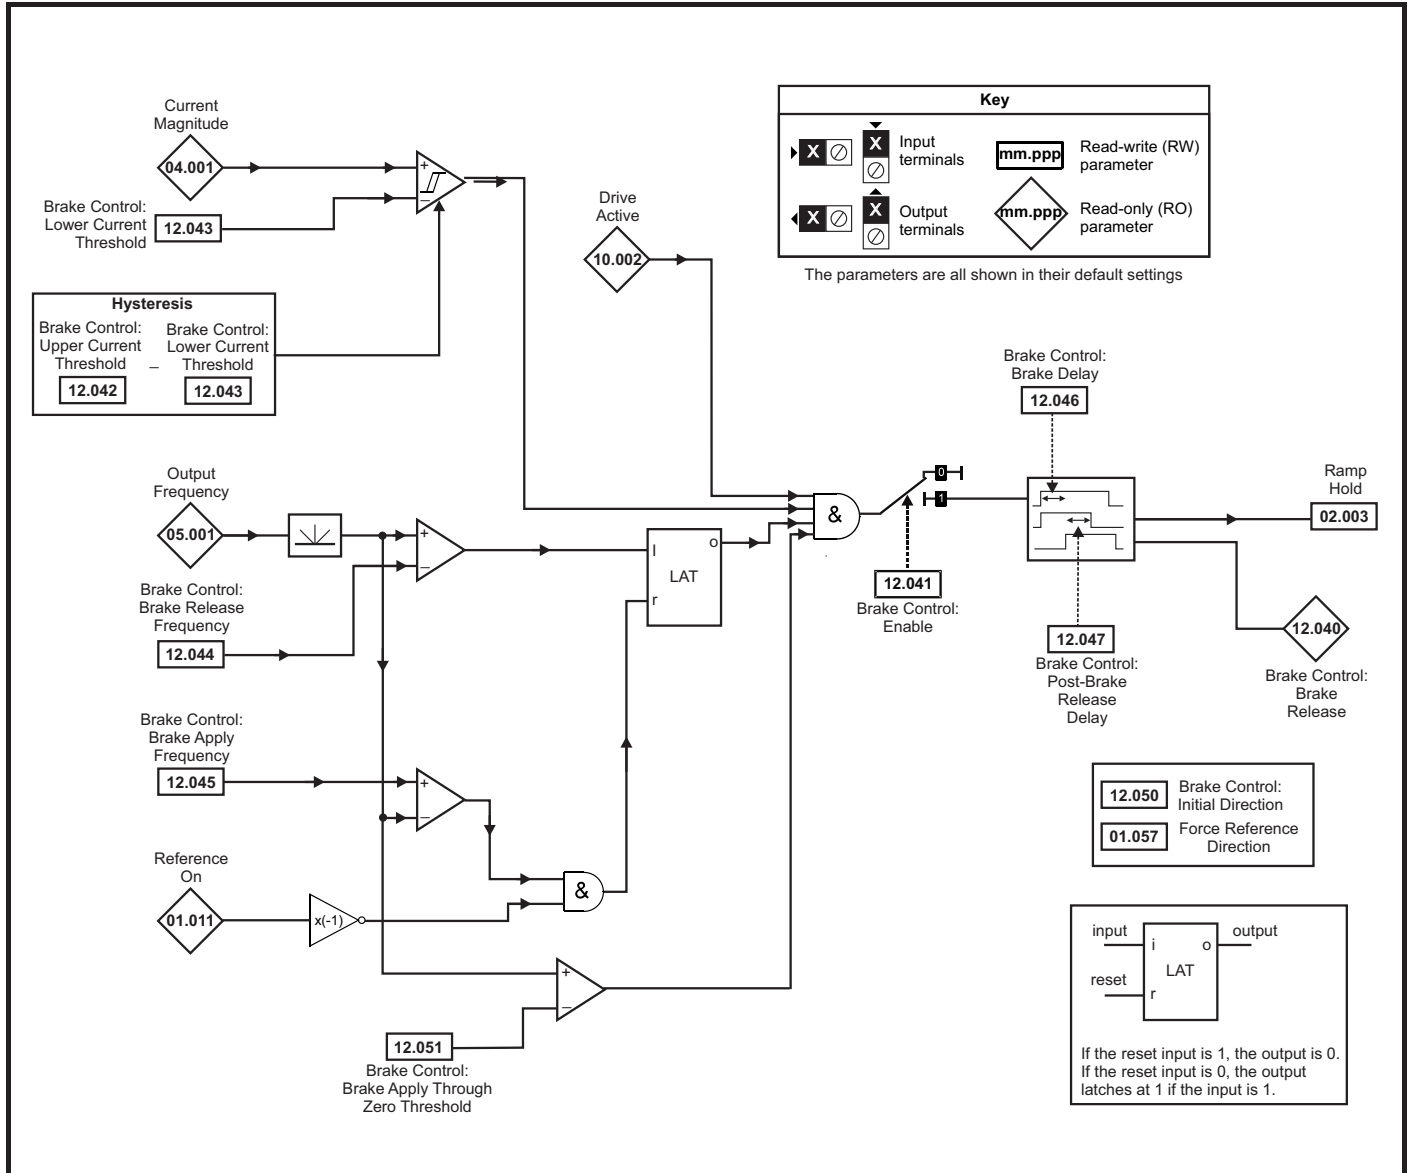 Current
Magnitude
04.001
+
–
Brake Control:
Lower Current
Threshold
12.043
Hysteresis
Brake Control:
Upper Current
Threshold
12.042
–
Brake Control:
Lower Current
Threshold
12.043
Drive
Active
10.002
Key
X
X
Input
terminals
mm.ppp
Read-write (RW)
parameter
X
X
Output
terminals
mm.ppp
Read-only (RO)
parameter
The parameters are all shown in their default settings
Output
Frequency
05.001
+
–
Brake Control:
Brake Release
Frequency
12.044
I
o
LAT
r
&
0
1
12.041
Brake Control:
Enable
Brake Control:
Brake Delay
12.046
12.047
Brake Control:
Post-Brake
Release
Delay
Ramp
Hold
02.003
12.040
Brake Control:
Brake
Release
Brake Control:
Brake Apply
Frequency
12.045
+
–
Reference
On
01.011
x(-1)
&
+
–
12.051
Brake Control:
Brake Apply Through
Zero Threshold
12.050
Brake Control:
Initial Direction
01.057
Force Reference
Direction
input
i
o
output
LAT
reset
r
If the reset input is 1, the output is 0.
If the reset input is 0, the output
latches at 1 if the input is 1.